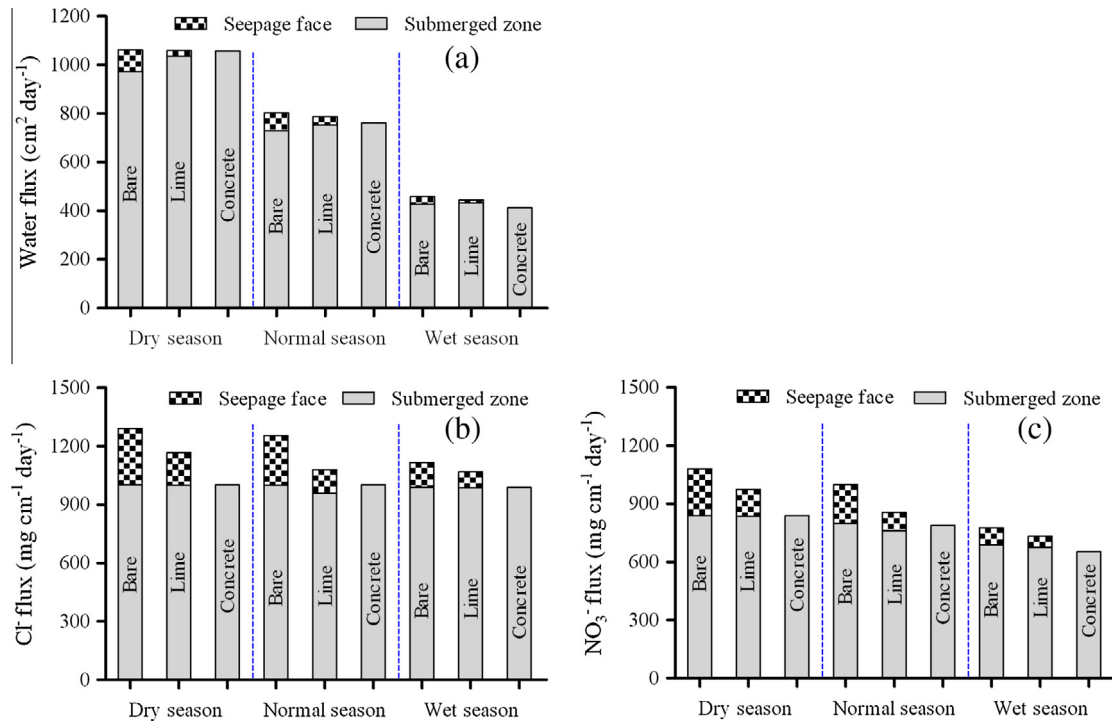 Seepage face Submerged zone
(a)
Water flux (cm² day⁻¹)
1200
1000
800
600
400
200
0
Bare Lime Concrete Bare Lime Concrete Bare Lime Concrete
Dry season Normal season Wet season
Seepage face Submerged zone
(b)
Cl⁻ flux (mg cm⁻¹ day⁻¹)
1500
1200
900
600
300
0
Bare Lime Concrete Bare Lime Concrete Bare Lime Concrete
Dry season Normal season Wet season
Seepage face Submerged zone
(c)
NO₃⁻ flux (mg cm⁻¹ day⁻¹)
1500
1200
900
600
300
0
Bare Lime Concrete Bare Lime Concrete Bare Lime Concrete
Dry season Normal season Wet season